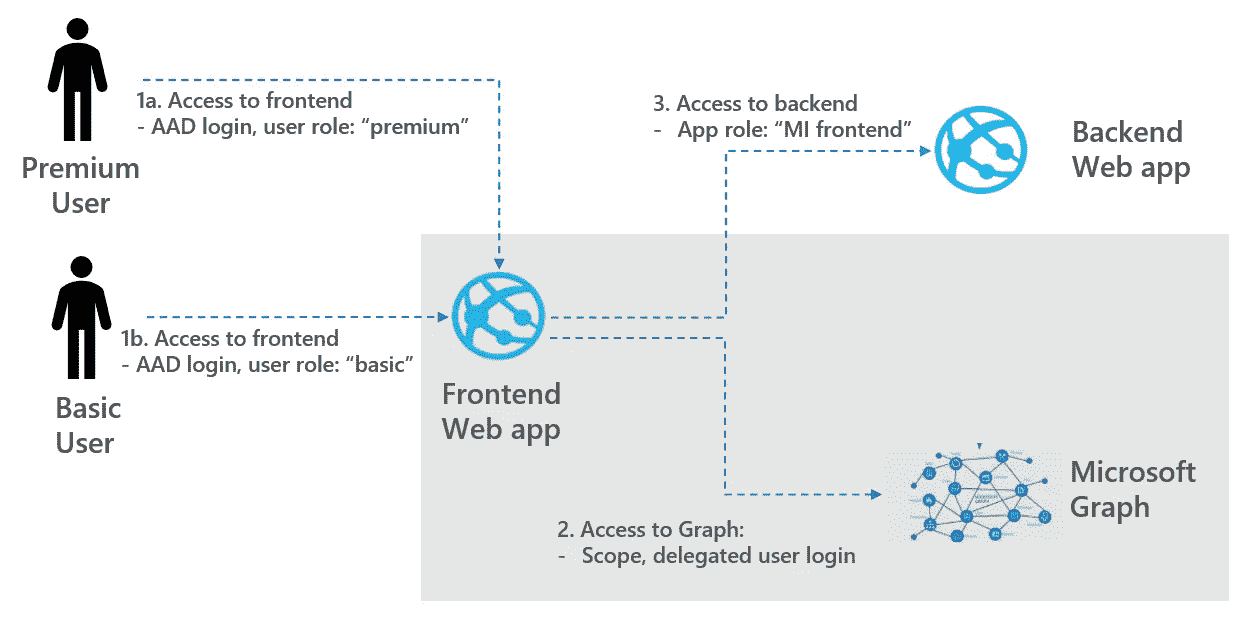 1a. Access to frontend
- AAD login, user role: “premium”
Premium
User
3. Access to backend
- App role: “MI frontend”
Backend
Web app
1b. Access to frontend
- AAD login, user role: “basic”
Basic
User
Frontend
Web app
Microsoft
Graph
2. Access to Graph:
- Scope, delegated user login